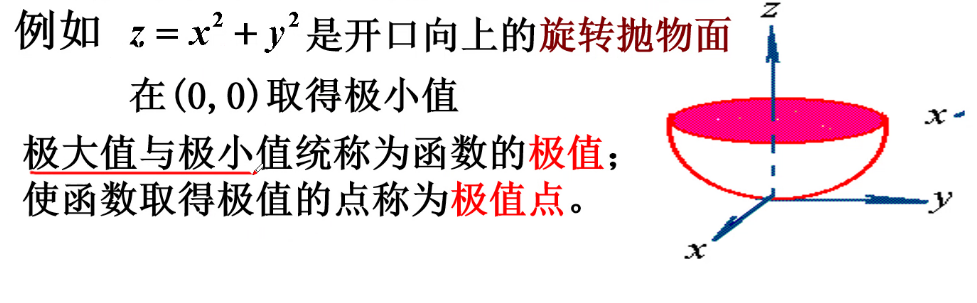 例如 z = x² + y² 是开口向上的旋转抛物面
在(0,0)取得极小值
极大值与极小值统称为函数的极值；
使函数取得极值的点称为极值点。
z
x
y
x